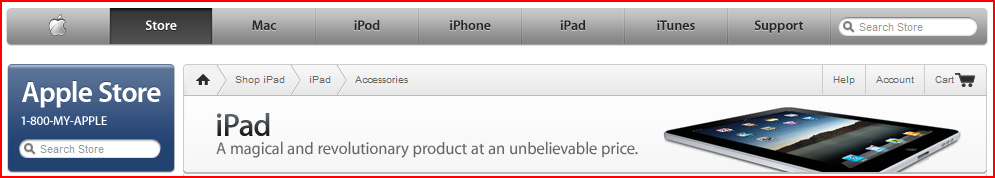 Store Mac iPod iPhone iPad iTunes Support Search Store
Apple Store
1-800-MY-APPLE
Search Store
Shop iPad iPad Accessories Help Account Cart
iPad
A magical and revolutionary product at an unbelievable price.